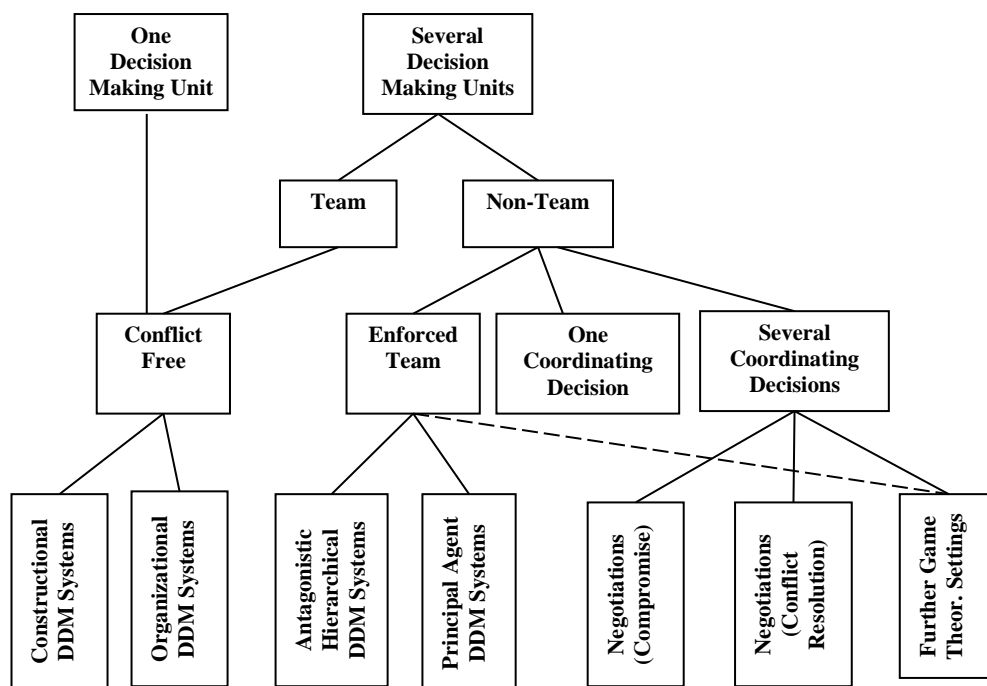 One
Decision
Making Unit
Several
Decision
Making Units
Team
Non-Team
Conflict
Free
Enforced
Team
One
Coordinating
Decision
Several
Coordinating
Decisions
Constructional
DDM Systems
Organizational
DDM Systems
Antagonistic
Hierarchical
DDM Systems
Principal Agent
DDM Systems
Negotiations
(Compromise)
Negotiations
(Conflict
Resolution)
Further Game
Theor. Settings